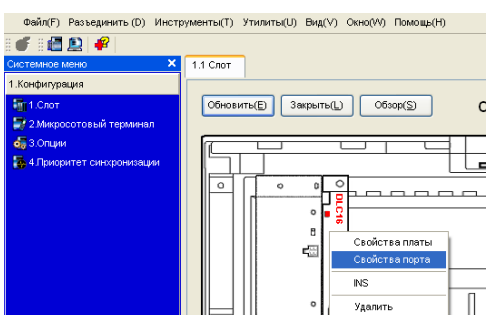 Файл(F) Разъединить (D) Инструменты(T) Утилиты(U) Вид(V) Окно(W) Помощь(H)
Системное меню
1.1 Слот
1.Конфигурация
1.Слот
2.Микросотовый терминал
3.Опции
4.Приоритет синхронизации
Обновить(E) Закрыть(L) Обзор(S)
DLC16
Свойства платы
Свойства порта
INS
Удалить